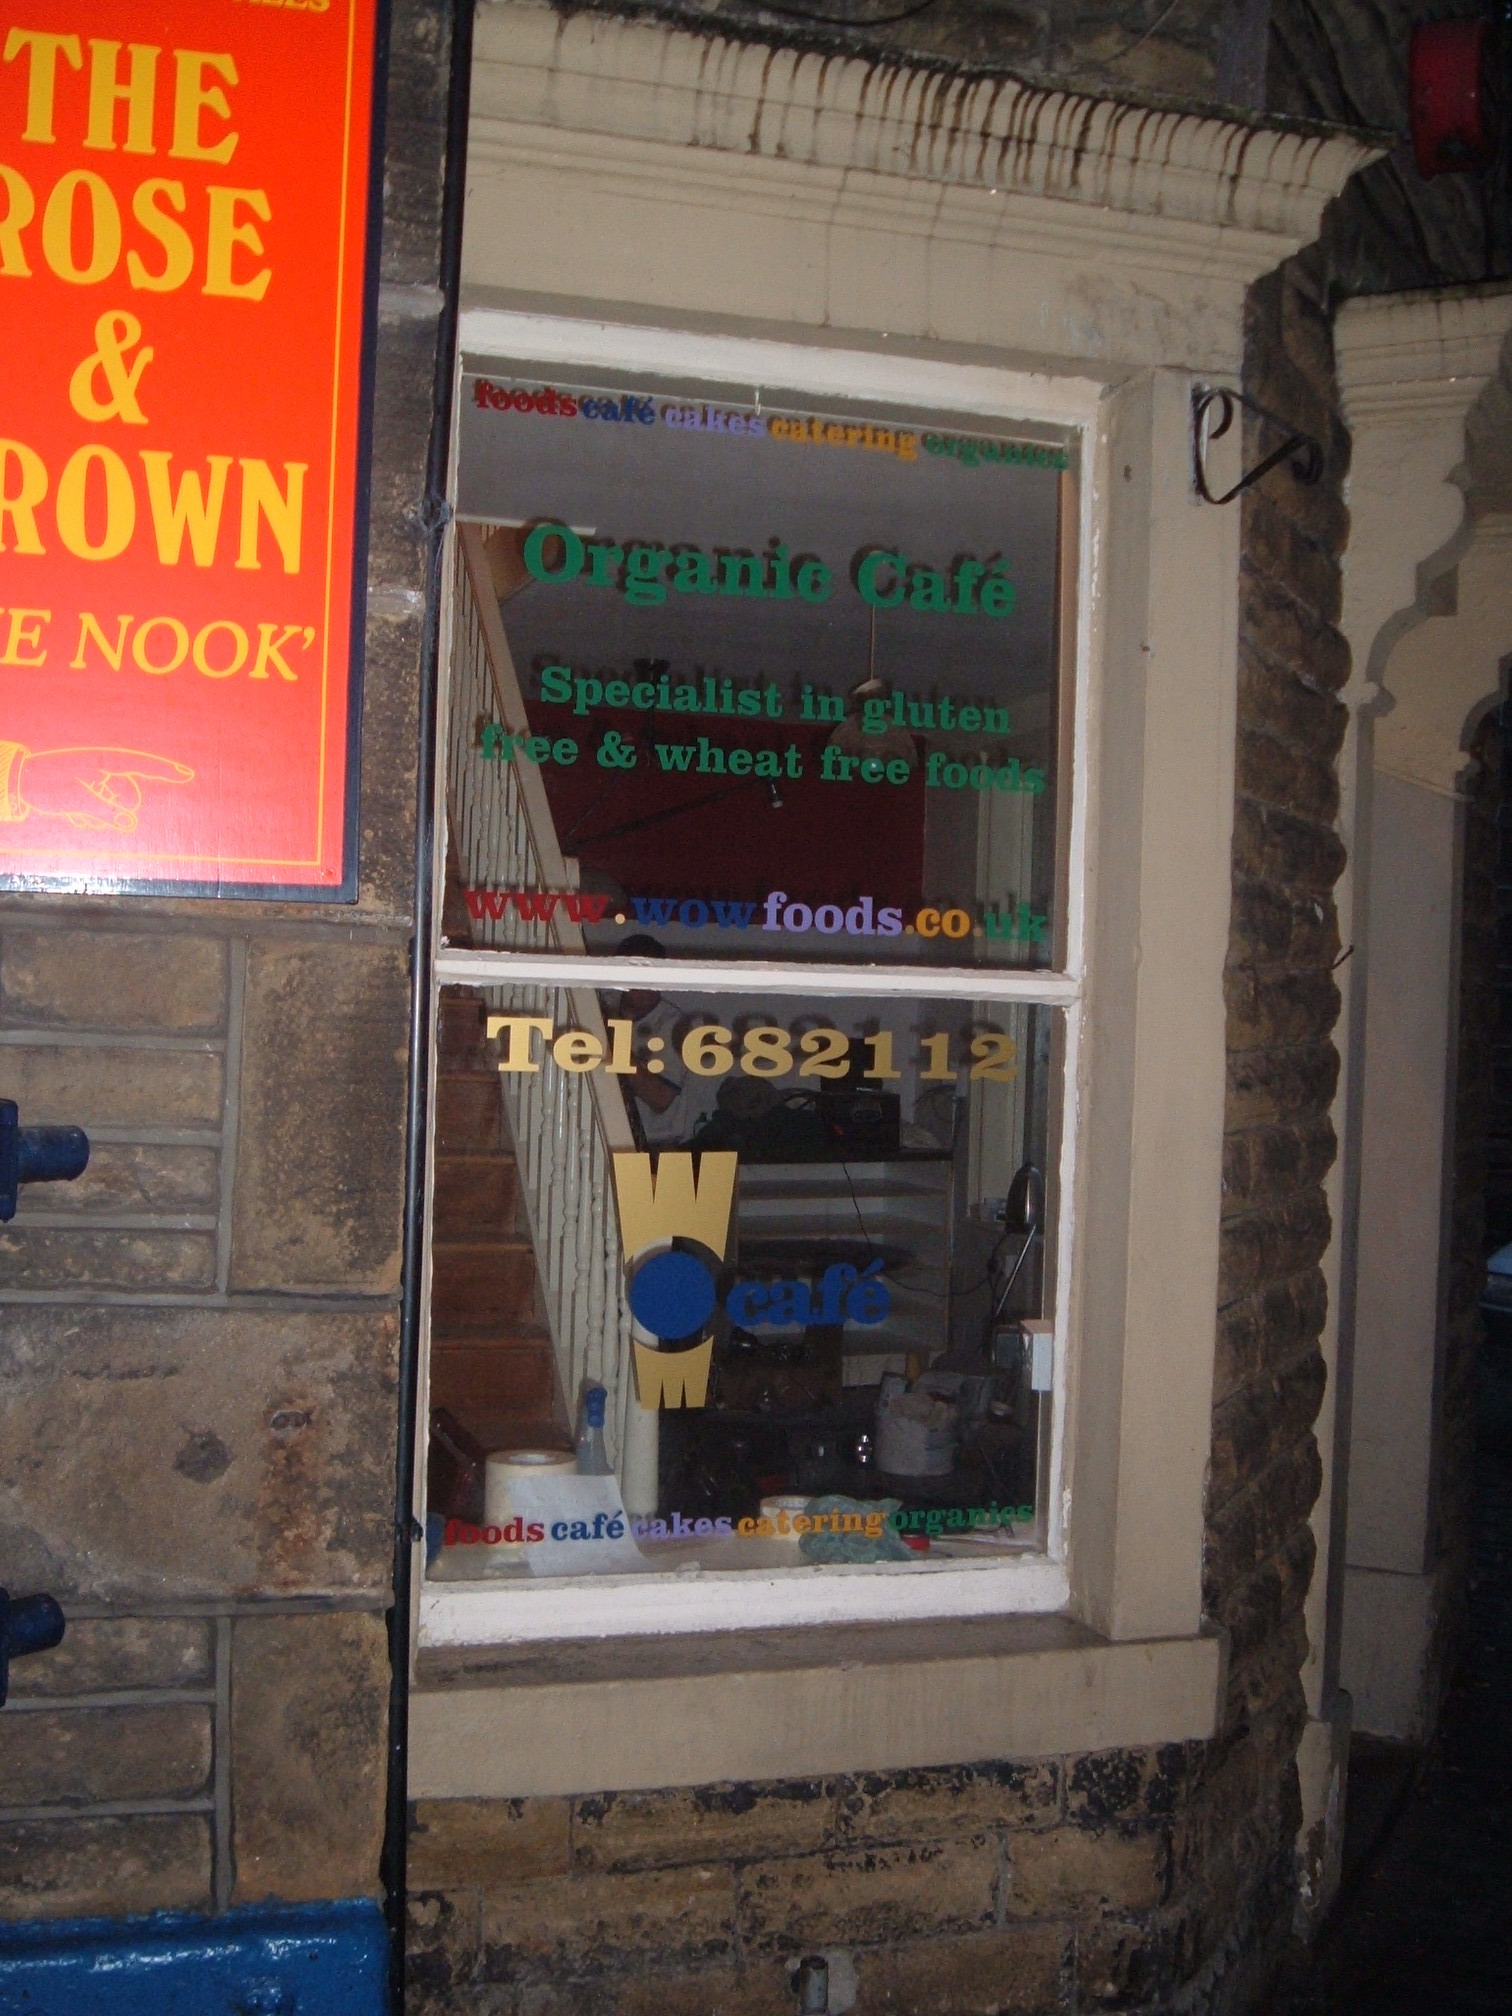 THE
ROSE
&
ROWN
NOOK'
foods café cakes catering organics
Organic Café
Specialist in gluten
free & wheat free foods
www.wowfoods.co.uk
Tel: 682112
WOW café
foods café cakes catering organics